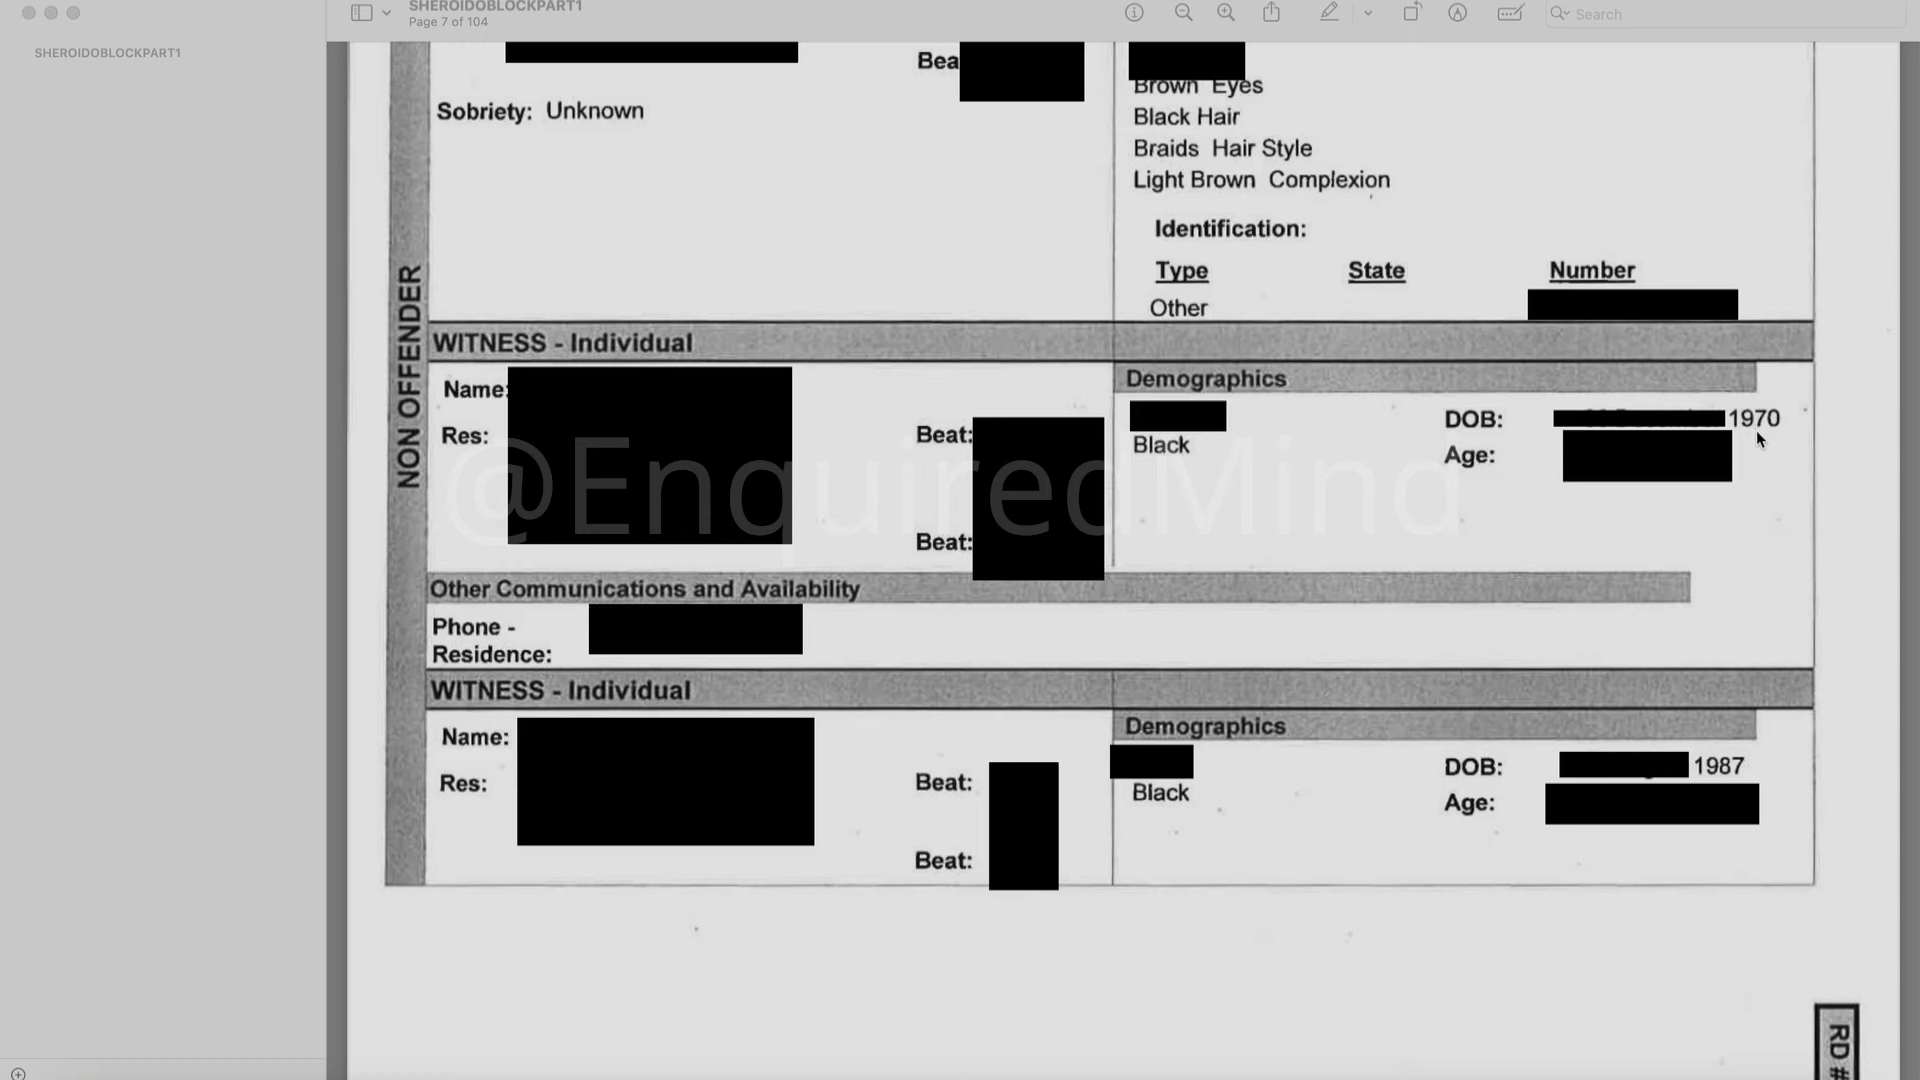 SHEROIDOBLOCKPART1
Page 7 of 104
Search
SHEROIDOBLOCKPART1
Bea
Brown Eyes
Sobriety: Unknown
Black Hair
Braids Hair Style
Light Brown Complexion
Identification:
Type State Number
Other
NON OFFENDER
WITNESS - Individual
Name:
Demographics
DOB: 1970
Res:
Beat:
Black
Age:
@EnquiredMind
Beat:
Other Communications and Availability
Phone -
Residence:
WITNESS - Individual
Name:
Demographics
DOB: 1987
Res:
Beat:
Black
Age:
Beat:
RD #